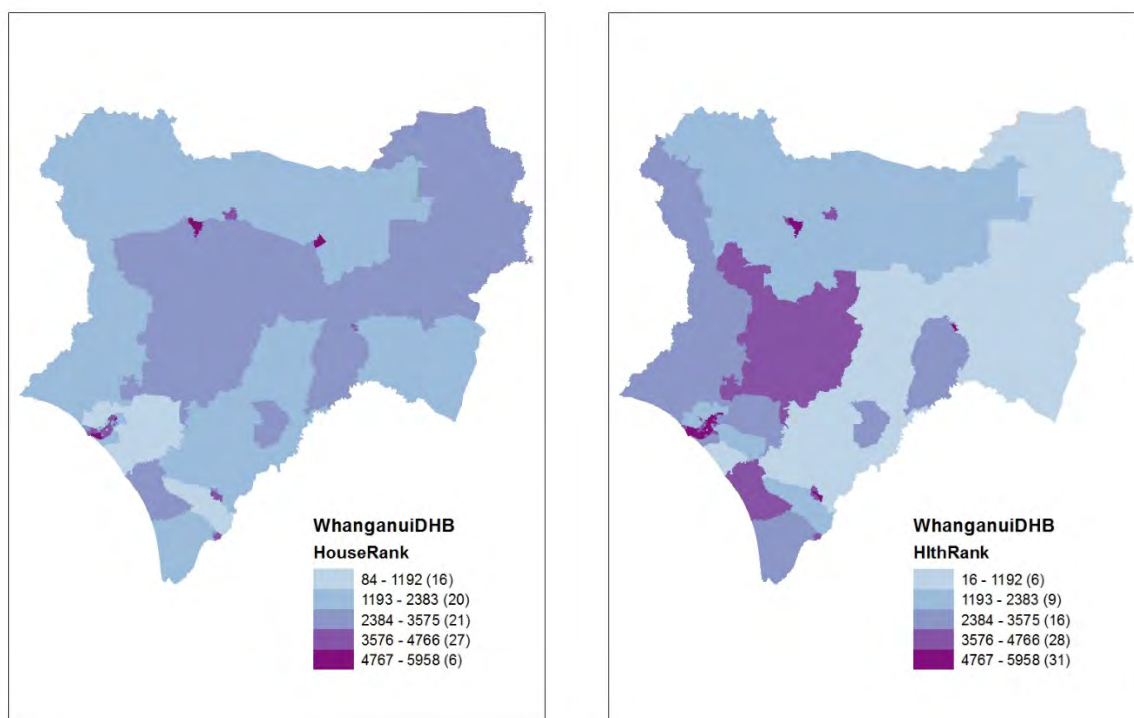 WhanganuiDHB
HouseRank
84 - 1192 (16)
1193 - 2383 (20)
2384 - 3575 (21)
3576 - 4766 (27)
4767 - 5958 (6)
WhanganuiDHB
HlthRank
16 - 1192 (6)
1193 - 2383 (9)
2384 - 3575 (16)
3576 - 4766 (28)
4767 - 5958 (31)